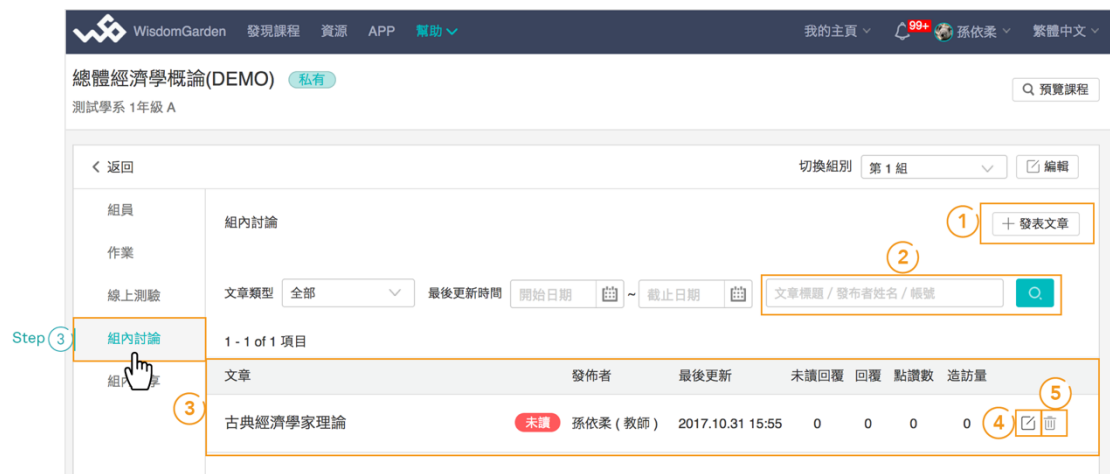 WisdomGarden 發現課程 資源 APP 幫助 我的主頁 99+ 孫依柔 繁體中文
總體經濟學概論(DEMO) 私有
測試學系 1年級 A 預覽課程
返回 切換組別 第 1 組 編輯
組員
組內討論 1 發表文章
作業
2
線上測驗 文章類型 全部 最後更新時間 開始日期 ~ 截止日期 文章標題 / 發布者姓名 / 帳號
Step 3 組內討論 1 - 1 of 1 項目
組內 享 文章 發佈者 最後更新 未讀回覆 回覆 點讚數 造訪量
3 5
古典經濟學家理論 未讀 孫依柔 ( 教師 ) 2017.10.31 15:55 0 0 0 0 4